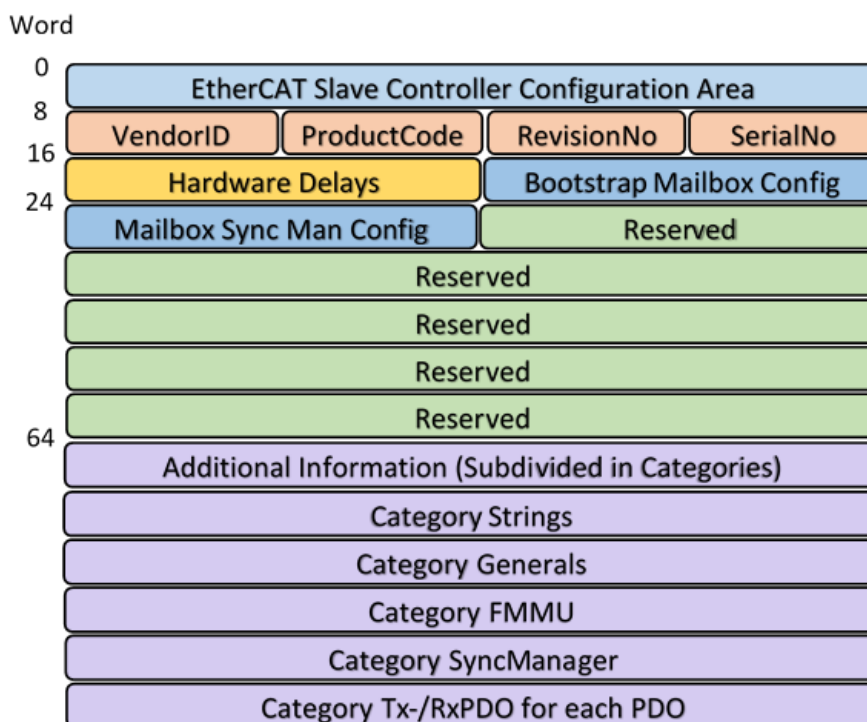 Word
0
EtherCAT Slave Controller Configuration Area
8
VendorID ProductCode RevisionNo SerialNo
16
Hardware Delays Bootstrap Mailbox Config
24
Mailbox Sync Man Config Reserved
Reserved
Reserved
Reserved
Reserved
64
Additional Information (Subdivided in Categories)
Category Strings
Category Generals
Category FMMU
Category SyncManager
Category Tx-/RxPDO for each PDO